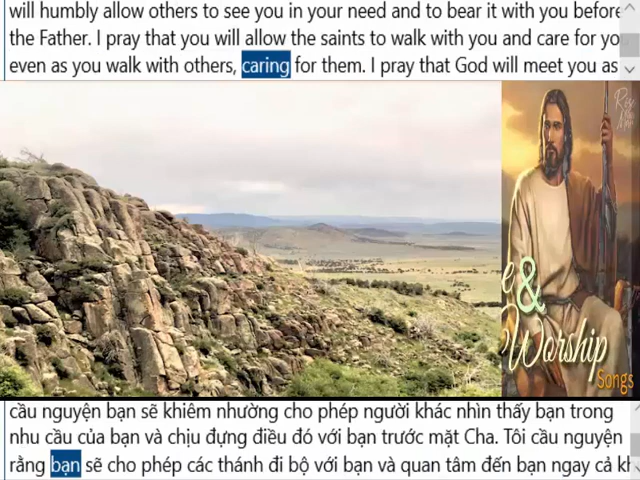 will humbly allow others to see you in your need and to bear it with you before
the Father. I pray that you will allow the saints to walk with you and care for you
even as you walk with others, caring for them. I pray that God will meet you as
&
Worship
Songs
cầu nguyện bạn sẽ khiêm nhường cho phép người khác nhìn thấy bạn trong
nhu cầu của bạn và chịu đựng điều đó với bạn trước mặt Cha. Tôi cầu nguyện
rằng bạn sẽ cho phép các thánh đi bộ với bạn và quan tâm đến bạn ngay cả